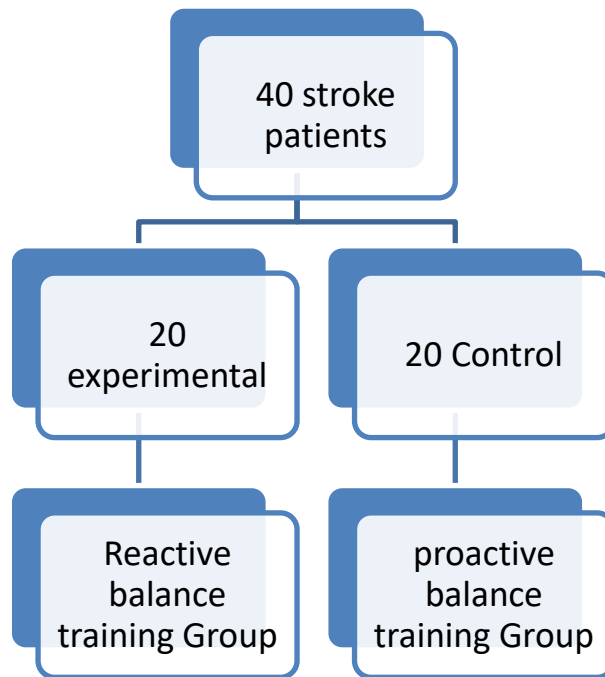 40 stroke
patients
20
experimental
20 Control
Reactive
balance
training Group
proactive
balance
training Group